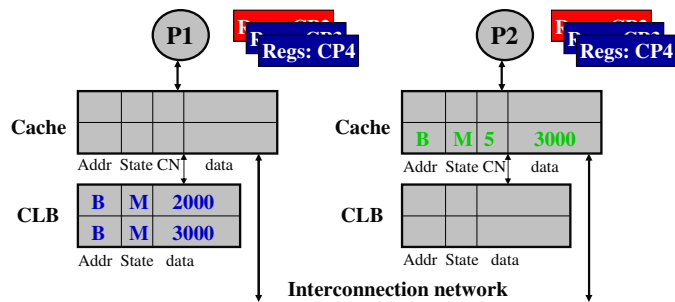 P1
Regs: CP4
P2
Regs: CP4
Cache
Cache
B M 5 3000
Addr State CN data
Addr State CN data
CLB
B M 2000
B M 3000
CLB
Addr State data
Addr State data
Interconnection network